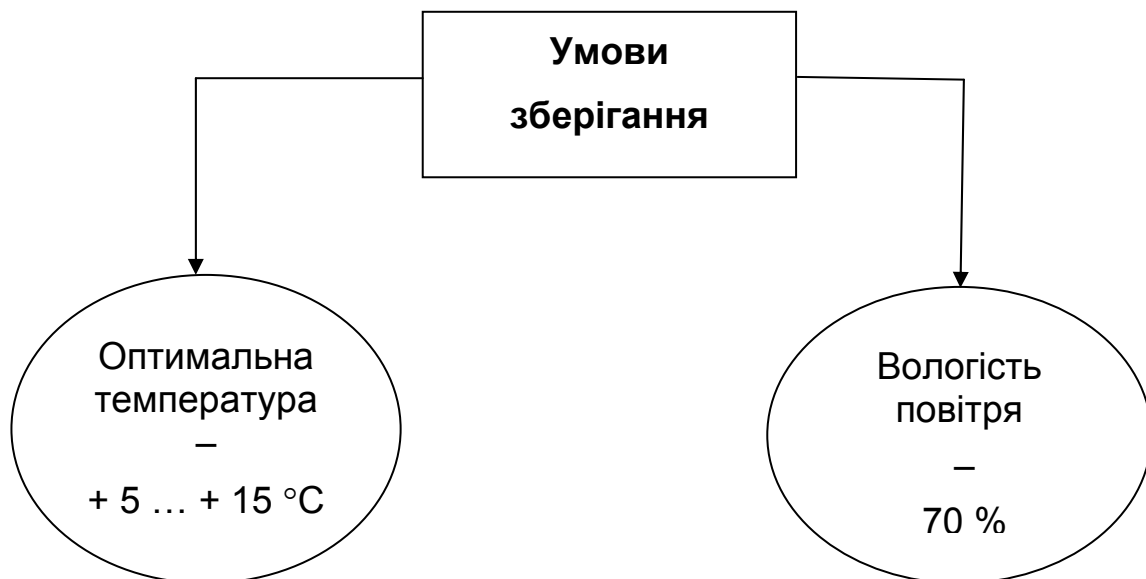 Умови
зберігання
Оптимальна
температура
–
+ 5 … + 15 °С
Вологість
повітря
–
70 %